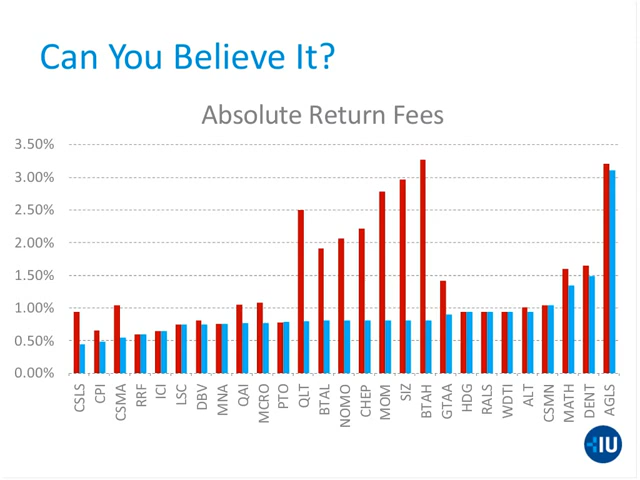 Can You Believe It?
Absolute Return Fees
3.50%
3.00%
2.50%
2.00%
1.50%
1.00%
0.50%
0.00%
CSLS
CPI
CSMA
RRF
ICI
LSC
DBV
MNA
QAI
MCRO
PTO
QLT
BTAL
NOMO
CHEP
MOM
SIZ
BTAH
GTAA
HDG
RALS
WDTI
ALT
CSMN
MATH
DENT
AGLS
IU